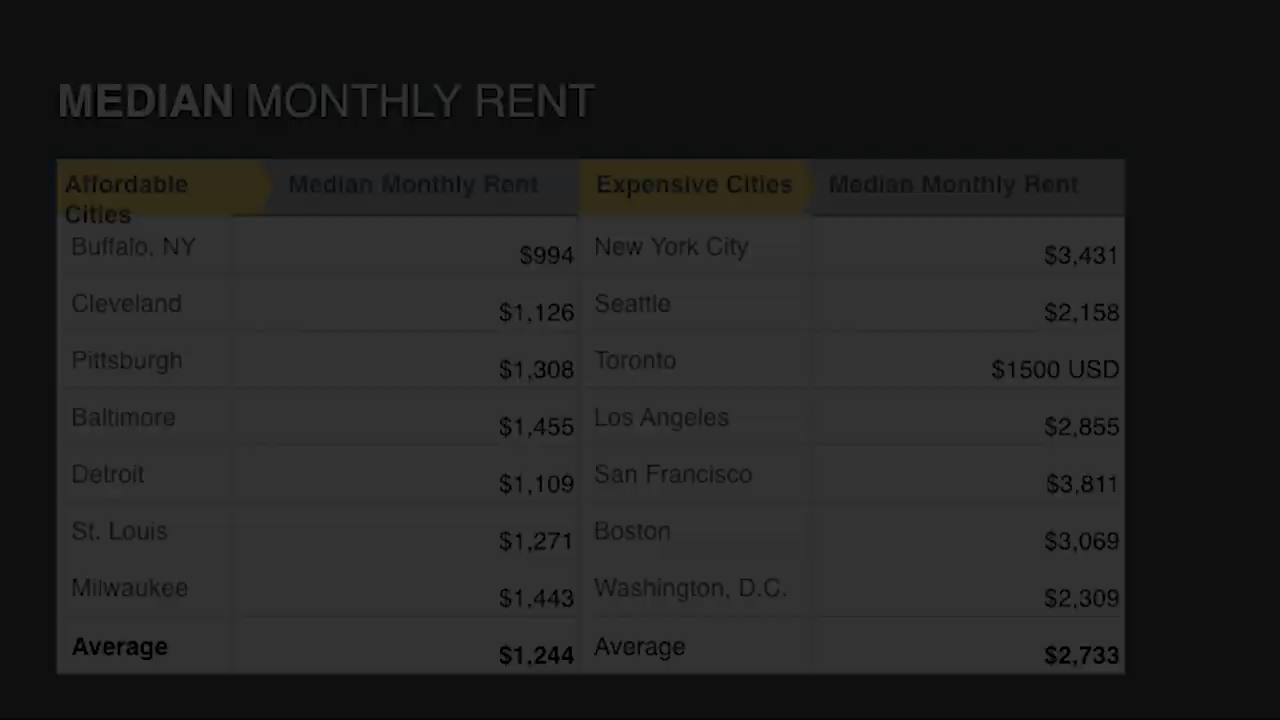 MEDIAN MONTHLY RENT
Affordable Cities Median Monthly Rent Expensive Cities Median Monthly Rent
Buffalo, NY $994 New York City $3,431
Cleveland $1,126 Seattle $2,158
Pittsburgh $1,308 Toronto $1500 USD
Baltimore $1,455 Los Angeles $2,855
Detroit $1,109 San Francisco $3,811
St. Louis $1,271 Boston $3,069
Milwaukee $1,443 Washington, D.C. $2,309
Average $1,244 Average $2,733